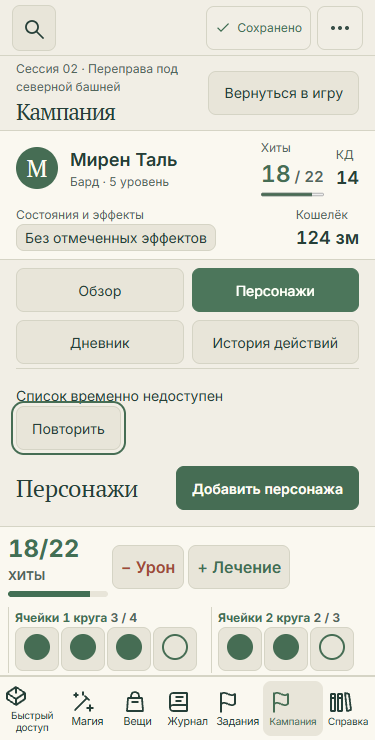 Сохранено
Сессия 02 · Переправа под
северной башней
Кампания
Вернуться в игру
М
Мирен Таль
Бард · 5 уровень
Хиты
18 / 22
КД
14
Состояния и эффекты
Без отмеченных эффектов
Кошелёк
124 зм
Обзор
Персонажи
Дневник
История действий
Список временно недоступен
Повторить
Персонажи
Добавить персонажа
18/22
ХИТЫ
− Урон
+ Лечение
Ячейки 1 круга 3 / 4
Ячейки 2 круга 2 / 3
Быстрый
доступ
Магия
Вещи
Журнал
Задания
Кампания
Справка